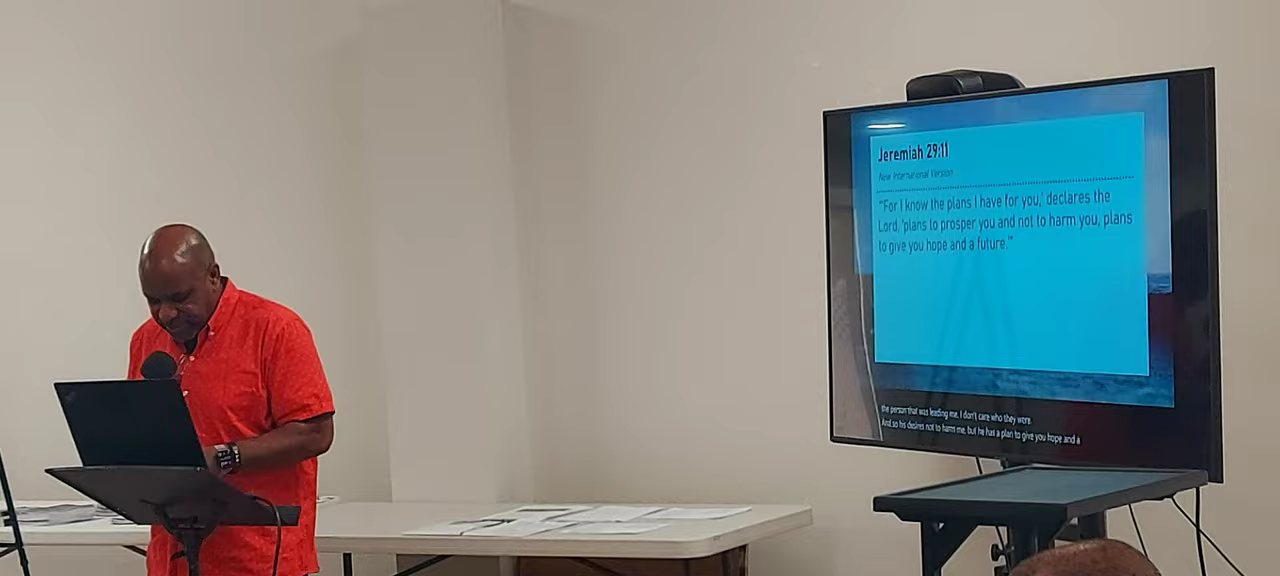 Jeremiah 29:11
New International Version
“For I know the plans I have for you,’ declares the
Lord, ‘plans to prosper you and not to harm you, plans
to give you hope and a future.”
the person that was leading me, I don't care who they were.
And so his desires not to harm me, but he has a plan to give you hope and a